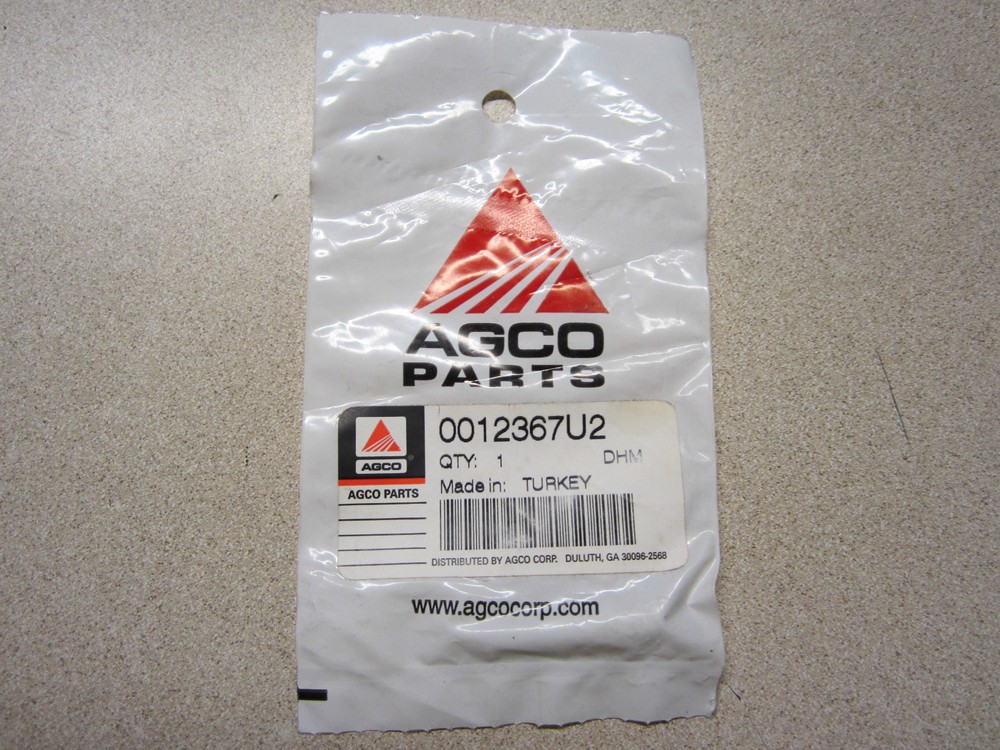 AGCO
PARTS
AGCO
AGCO PARTS
0012367U2
QTY: 1 DHM
Made in: TURKEY
DISTRIBUTED BY AGCO CORP. DULUTH, GA 30096-2568
www.agcocorp.com